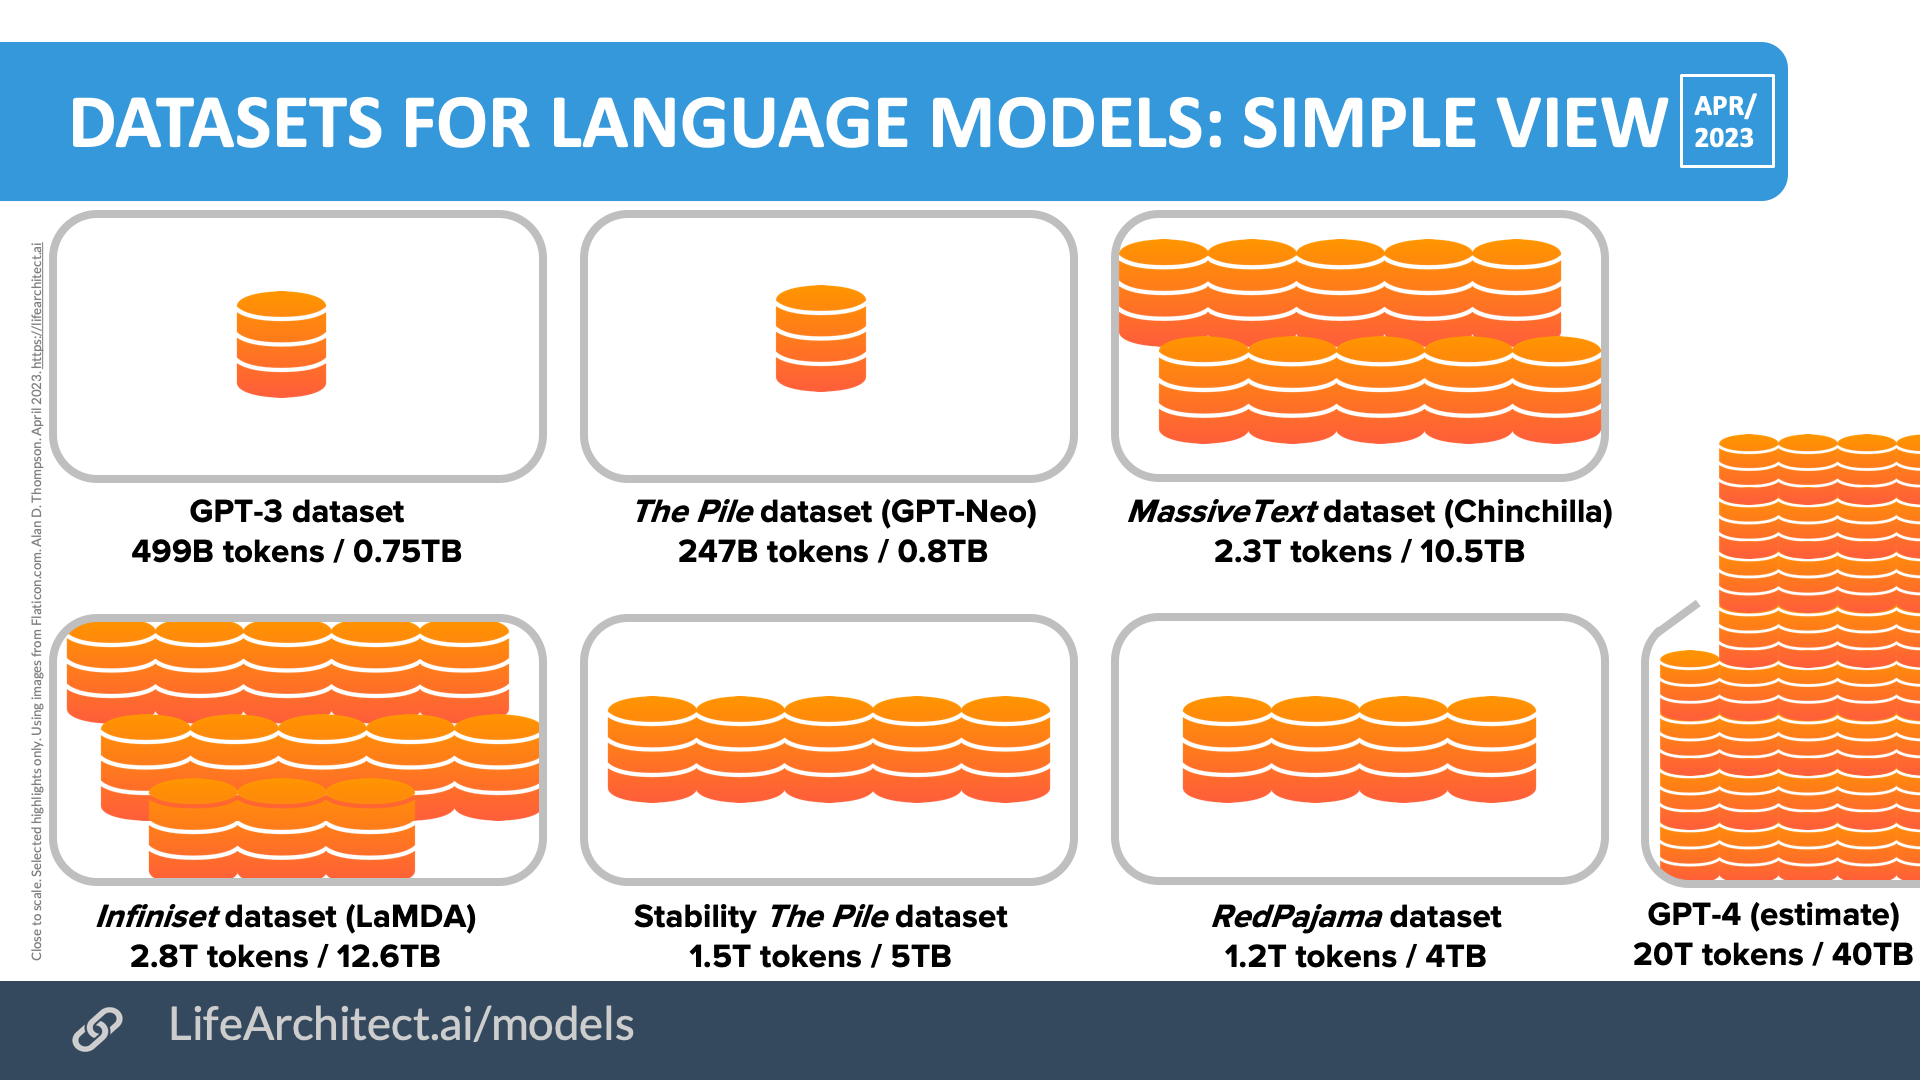 DATASETS FOR LANGUAGE MODELS: SIMPLE VIEW
APR/
2023
Close to scale. Selected highlights only. Using images from Flaticon.com. Alan D. Thompson. April 2023. https://lifearchitect.ai
GPT-3 dataset
499B tokens / 0.75TB
The Pile dataset (GPT-Neo)
247B tokens / 0.8TB
MassiveText dataset (Chinchilla)
2.3T tokens / 10.5TB
Infiniset dataset (LaMDA)
2.8T tokens / 12.6TB
Stability The Pile dataset
1.5T tokens / 5TB
RedPajama dataset
1.2T tokens / 4TB
GPT-4 (estimate)
20T tokens / 40TB
LifeArchitect.ai/models